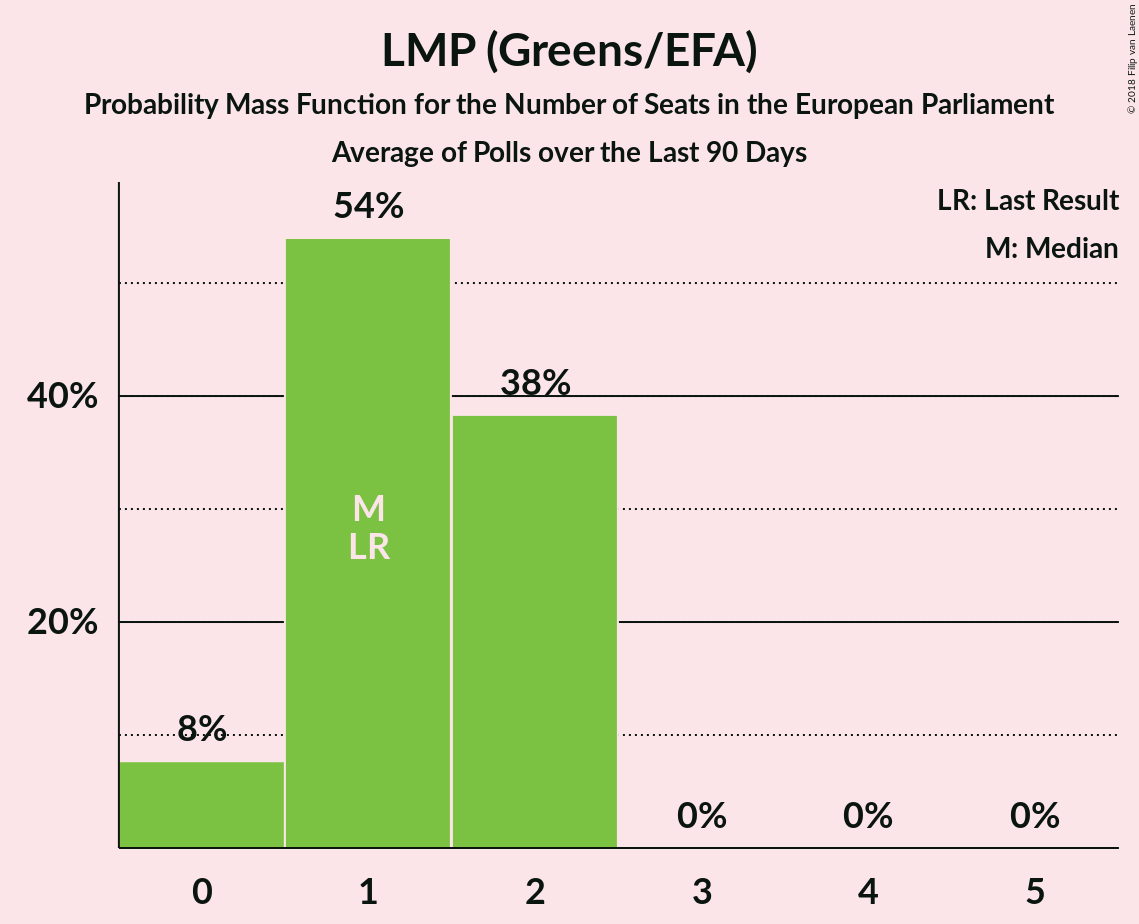 LMP (Greens/EFA)
Probability Mass Function for the Number of Seats in the European Parliament
Average of Polls over the Last 90 Days
© 2018 Filip van Laenen
LR: Last Result
M: Median
54%
38%
40%
M
LR
20%
8%
0% 0% 0%
0 1 2 3 4 5